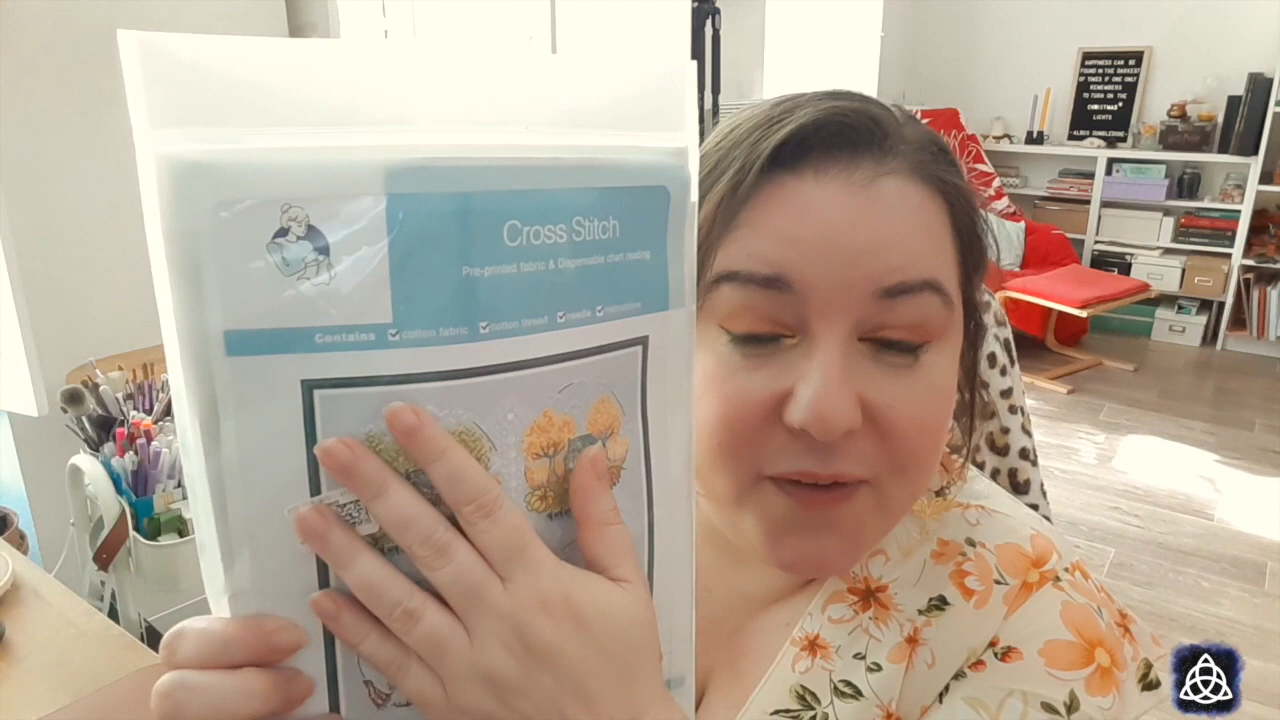 Cross Stitch
Pre-printed fabric & Dispensable chart reading
Contains cotton fabric cotton thread needle
HAPPINESS CAN BE
FOUND IN THE DARKEST
OF TIMES IF ONE ONLY
REMEMBERS
TO TURN ON THE
CHRISTMAS
LIGHTS
-ALBUS DUMBLEDORE-